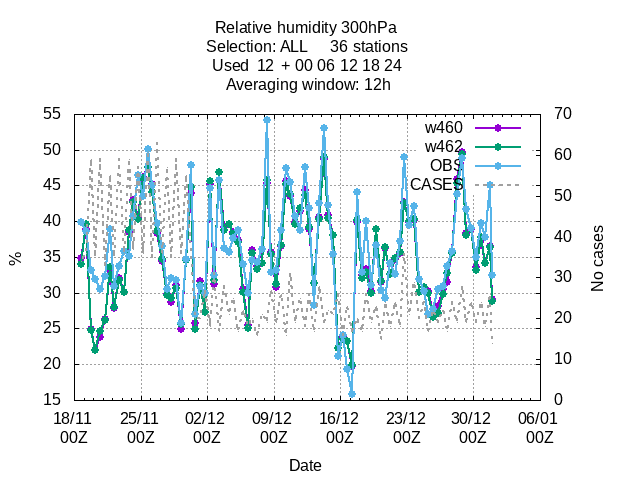 Relative humidity 300hPa
Selection: ALL 36 stations
Used 12 + 00 06 12 18 24
Averaging window: 12h
55 70
w460
w462
OBS
CASES
50 60
45 50
40 40
35 30
30 20
25 10
20 0
15
%
No cases
18/11 25/11 02/12 09/12 16/12 23/12 30/12 06/01
00Z 00Z 00Z 00Z 00Z 00Z 00Z 00Z
Date